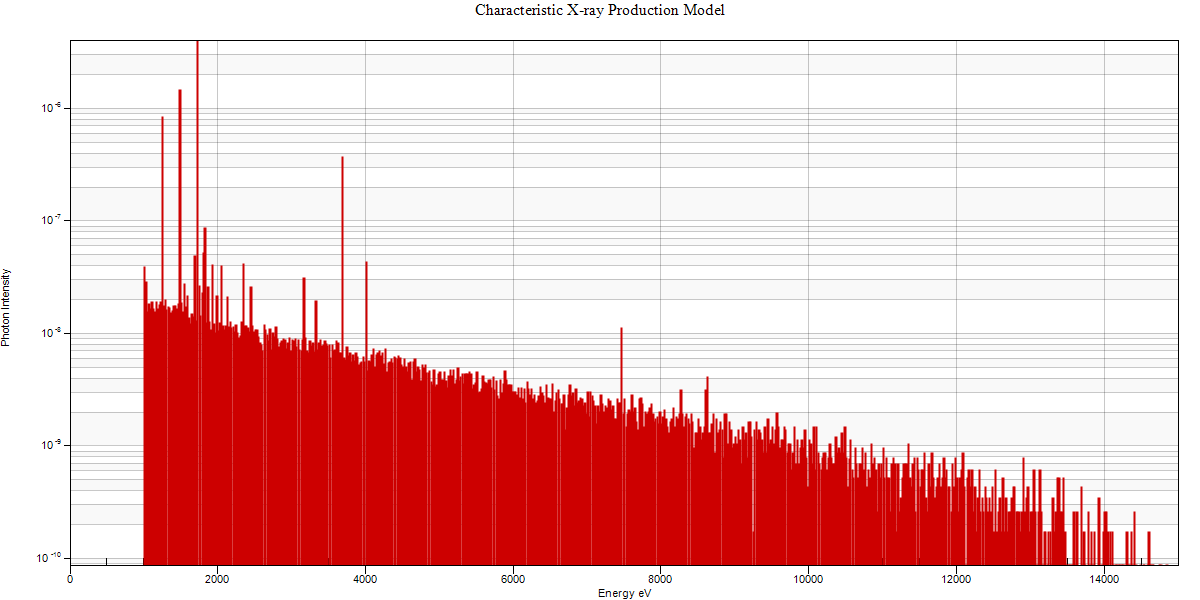 Characteristic X-ray Production Model
10-6
10-7
10-8
10-9
10-10
Photon Intensity
0 2000 4000 6000 8000 10000 12000 14000
Energy eV